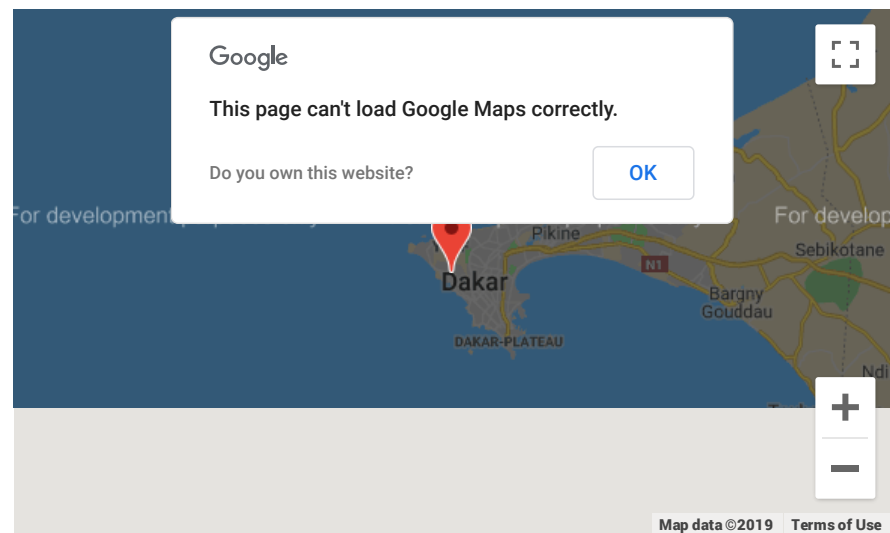 Google
This page can't load Google Maps correctly.
Do you own this website?
OK
For development
For develop
Pikine
Sebikotane
N1
Dakar
Bargny
Gouddau
DAKAR-PLATEAU
Ndi
Map data ©2019 Terms of Use